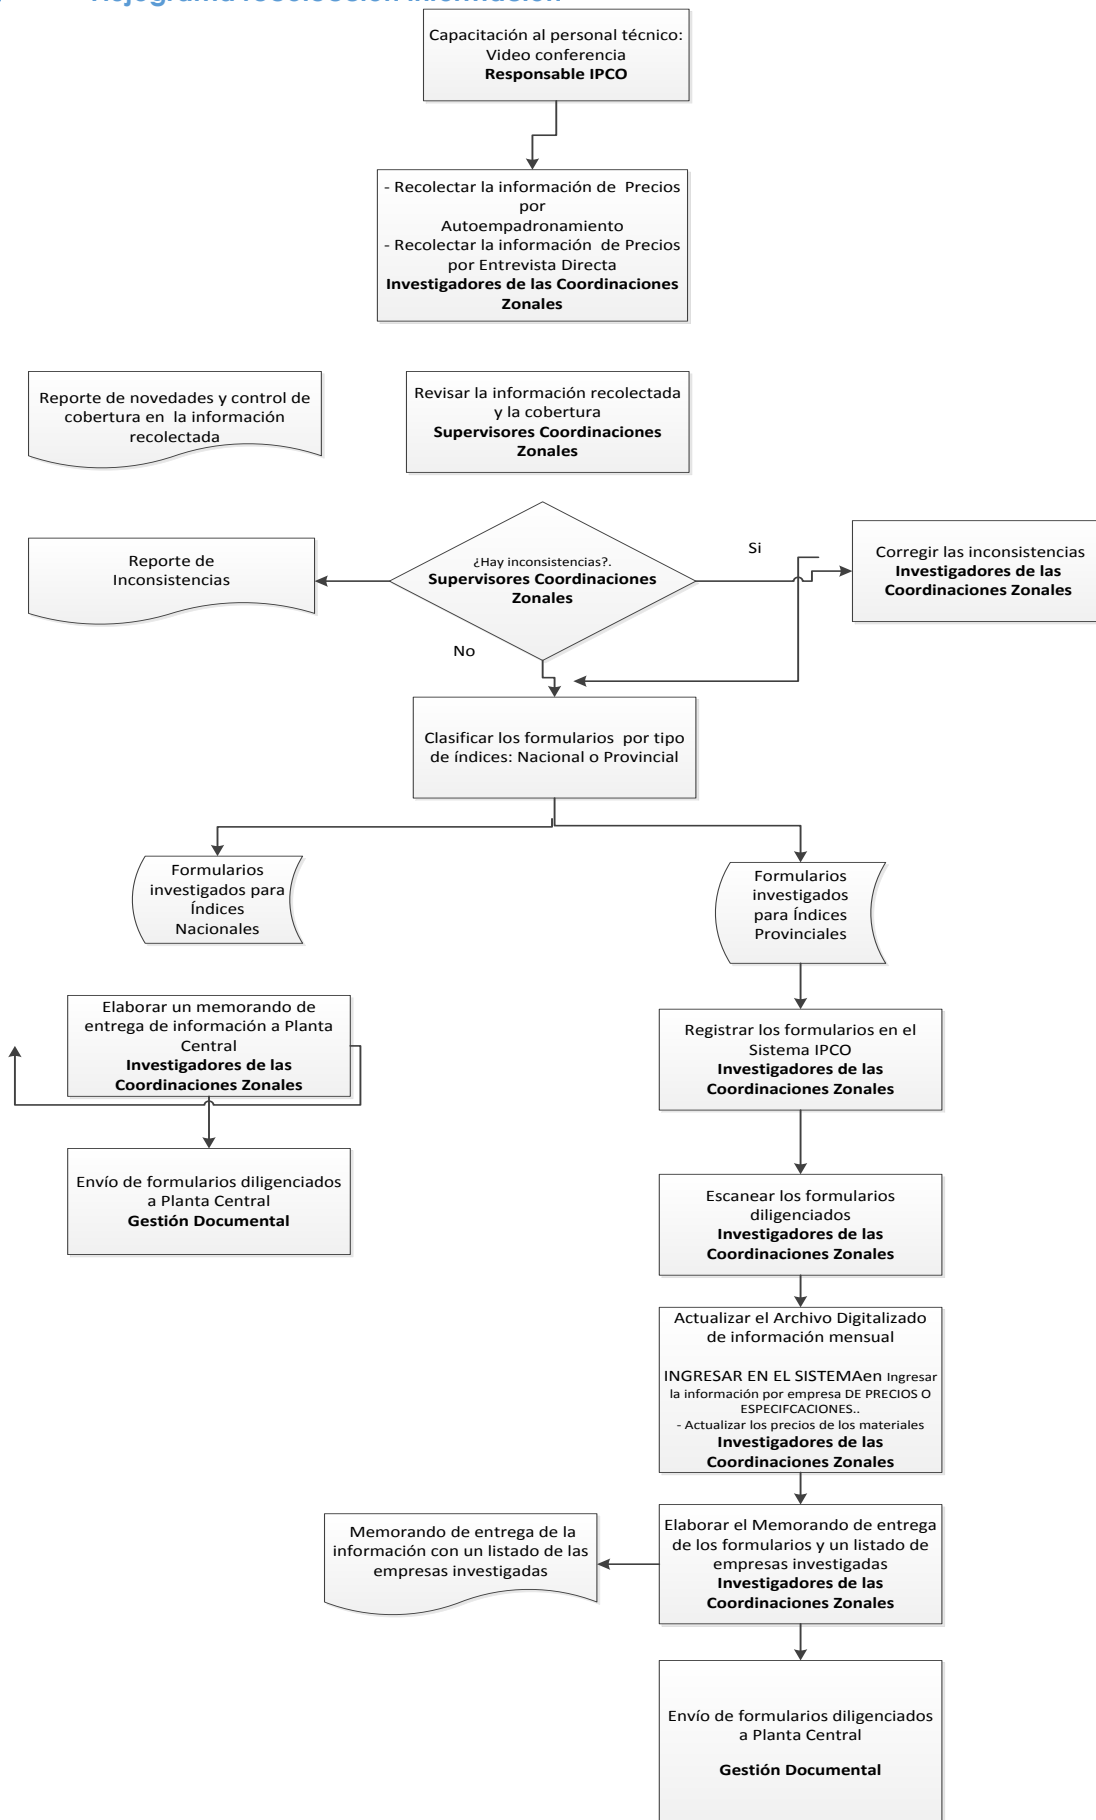 Capacitación al personal técnico:
Video conferencia
Responsable IPCO
- Recolectar la información de Precios
por
Autoempadronamiento
- Recolectar la información de Precios
por Entrevista Directa
Investigadores de las Coordinaciones
Zonales
Reporte de novedades y control de
cobertura en la información
recolectada
Revisar la información recolectada
y la cobertura
Supervisores Coordinaciones
Zonales
Reporte de
Inconsistencias
¿Hay inconsistencias?.
Supervisores Coordinaciones
Zonales
Si
Corregir las inconsistencias
Investigadores de las
Coordinaciones Zonales
No
Clasificar los formularios por tipo
de índices: Nacional o Provincial
Formularios
investigados para
Índices
Nacionales
Formularios
investigados
para Índices
Provinciales
Elaborar un memorando de
entrega de información a Planta
Central
Investigadores de las
Coordinaciones Zonales
Registrar los formularios en el
Sistema IPCO
Investigadores de las
Coordinaciones Zonales
Envío de formularios diligenciados
a Planta Central
Gestión Documental
Escanear los formularios
diligenciados
Investigadores de las
Coordinaciones Zonales
Actualizar el Archivo Digitalizado
de información mensual
INGRESAR EN EL SISTEMAen Ingresar
la información por empresa DE PRECIOS O
ESPECIFCACIONES..
- Actualizar los precios de los materiales
Investigadores de las
Coordinaciones Zonales
Memorando de entrega de la
información con un listado de las
empresas investigadas
Elaborar el Memorando de entrega
de los formularios y un listado de
empresas investigadas
Investigadores de las
Coordinaciones Zonales
Envío de formularios diligenciados
a Planta Central
Gestión Documental